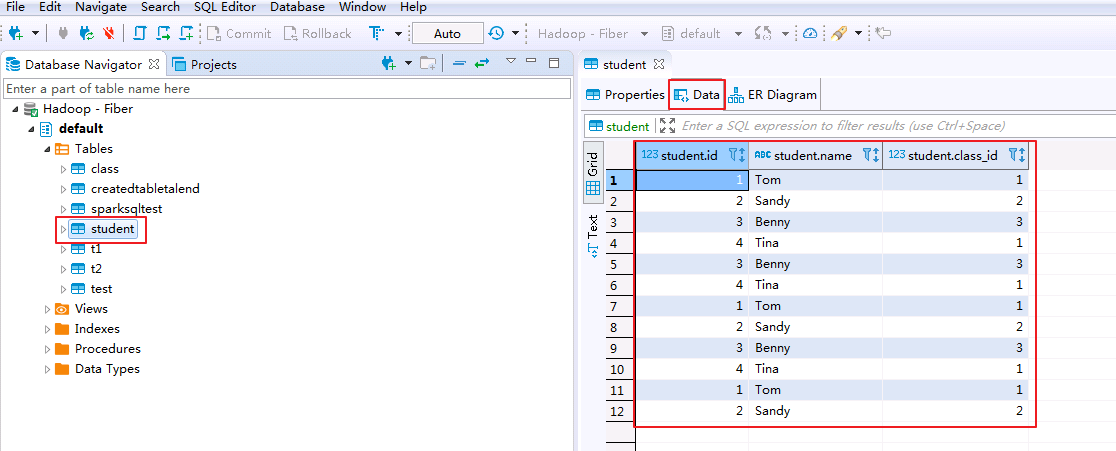 File Edit Navigate Search SQL Editor Database Window Help
Commit Rollback Auto Hadoop - Fiber default
Database Navigator Projects
Enter a part of table name here
Hadoop - Fiber
default
Tables
class
createdtabletalend
sparksqltest
student
t1
t2
test
Views
Indexes
Procedures
Data Types
student
Properties Data ER Diagram
student Enter a SQL expression to filter results (use Ctrl+Space)
Grid
Text
123 student.id ABC student.name 123 student.class_id
1 1 Tom 1
2 2 Sandy 2
3 3 Benny 3
4 4 Tina 1
5 3 Benny 3
6 4 Tina 1
7 1 Tom 1
8 2 Sandy 2
9 3 Benny 3
10 4 Tina 1
11 1 Tom 1
12 2 Sandy 2